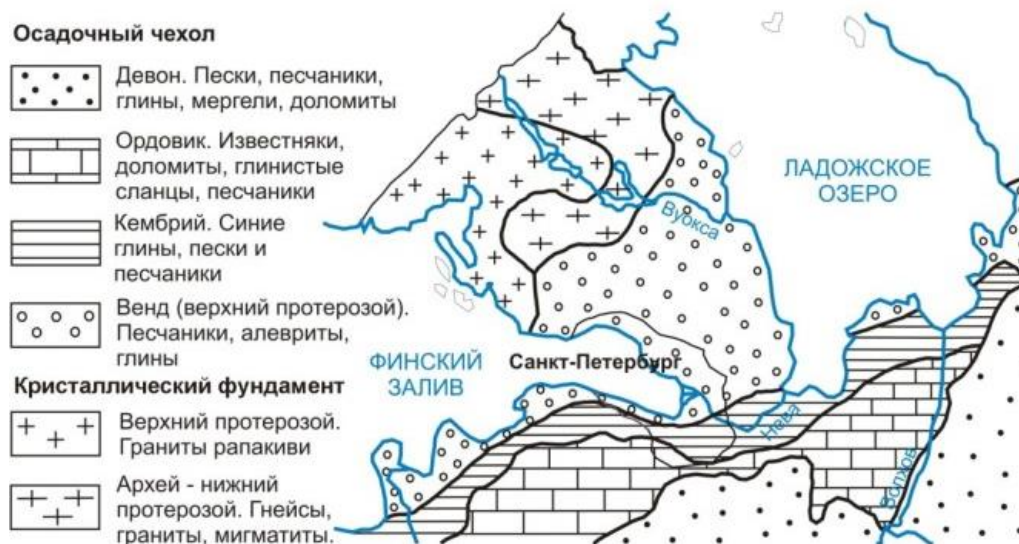 Осадочный чехол
Девон. Пески, песчаники,
глины, мергели, доломиты
Ордовик. Известняки,
доломиты, глинистые
сланцы, песчаники
Кембрий. Синие
глины, пески и
песчаники
Венд (верхний протерозой).
Песчаники, алевриты,
глины
Кристаллический фундамент
Верхний протерозой.
Граниты рапакиви
Архей - нижний
протерозой. Гнейсы,
граниты, мигматиты.
ЛАДОЖСКОЕ
ОЗЕРО
Вуокса
ФИНСКИЙ
ЗАЛИВ
Санкт-Петербург
Нева
Волхов